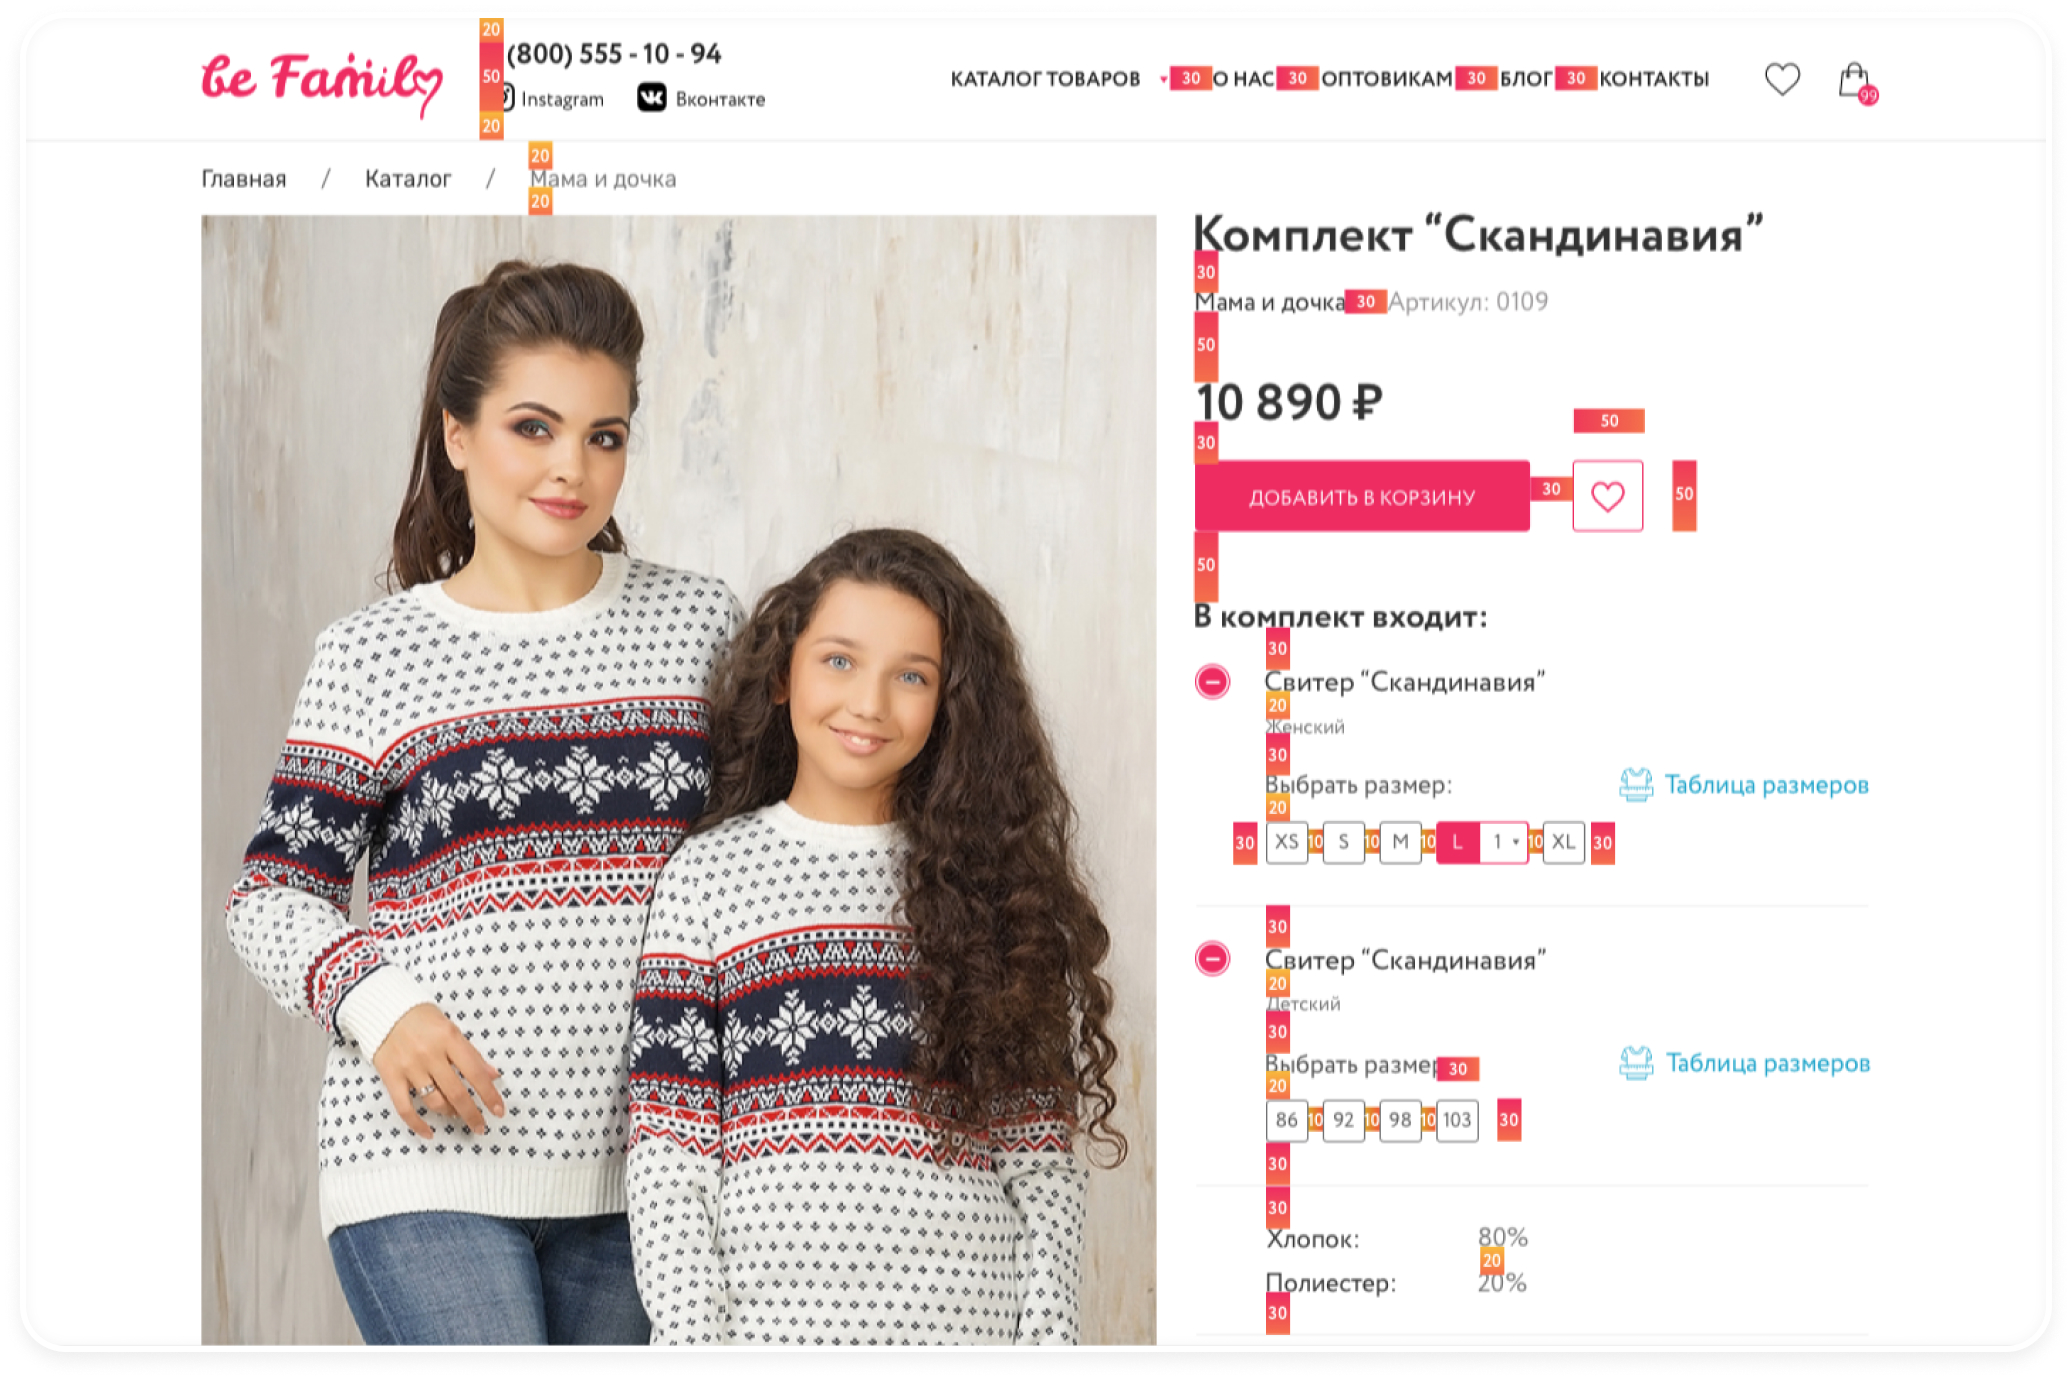 be Family
20
50
20
(800) 555 - 10 - 94
Instagram
Вконтакте
КАТАЛОГ ТОВАРОВ 30 О НАС 30 ОПТОВИКАМ 30 БЛОГ 30 КОНТАКТЫ
99
20
Главная / Каталог / Мама и дочка
20
Комплект “Скандинавия”
30
Мама и дочка 30 Артикул: 0109
50
10 890 ₽
50
30
ДОБАВИТЬ В КОРЗИНУ 30 50
50
В комплект входит:
30
Свитер “Скандинавия”
20
Женский
30
Выбрать размер: Таблица размеров
20
30 XS 10 S 10 M 10 L 1 10 XL 30
30
Свитер “Скандинавия”
20
Детский
30
Выбрать размер 30 Таблица размеров
20
86 10 92 10 98 10 103 30
30
30
Хлопок: 80%
20
Полиестер: 20%
30